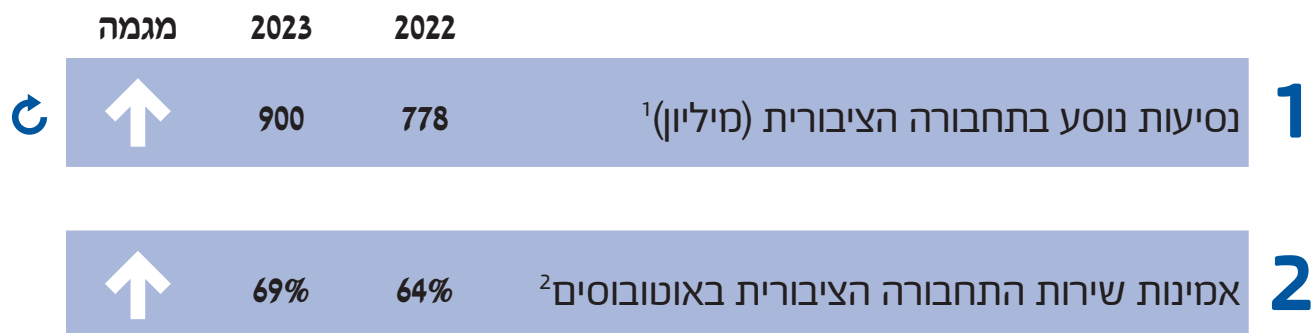 2022 2023 מגמה
1 נסיעות נוסע בתחבורה הציבורית (מיליון)¹ 778 900
2 אמינות שירות התחבורה הציבורית באוטובוסים² 64% 69%